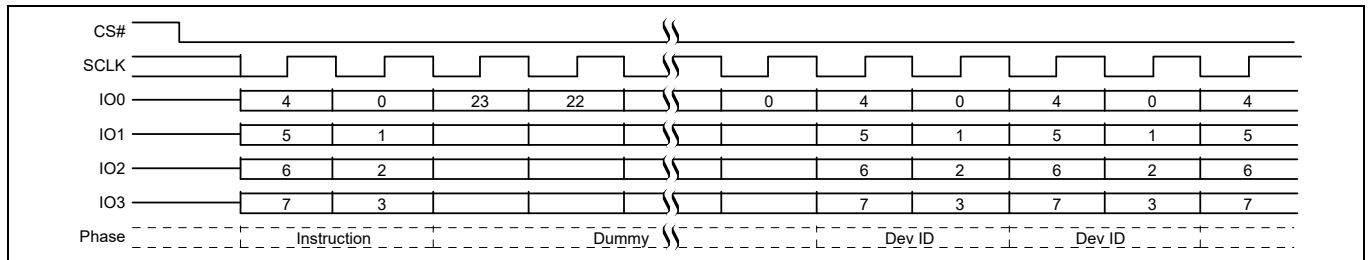 CS#
SCLK
IO0 4 0 23 22 0 4 0 4 0 4
IO1 5 1 5 1 5 1 5
IO2 6 2 6 2 6 2 6
IO3 7 3 7 3 7 3 7
Phase Instruction Dummy Dev ID Dev ID